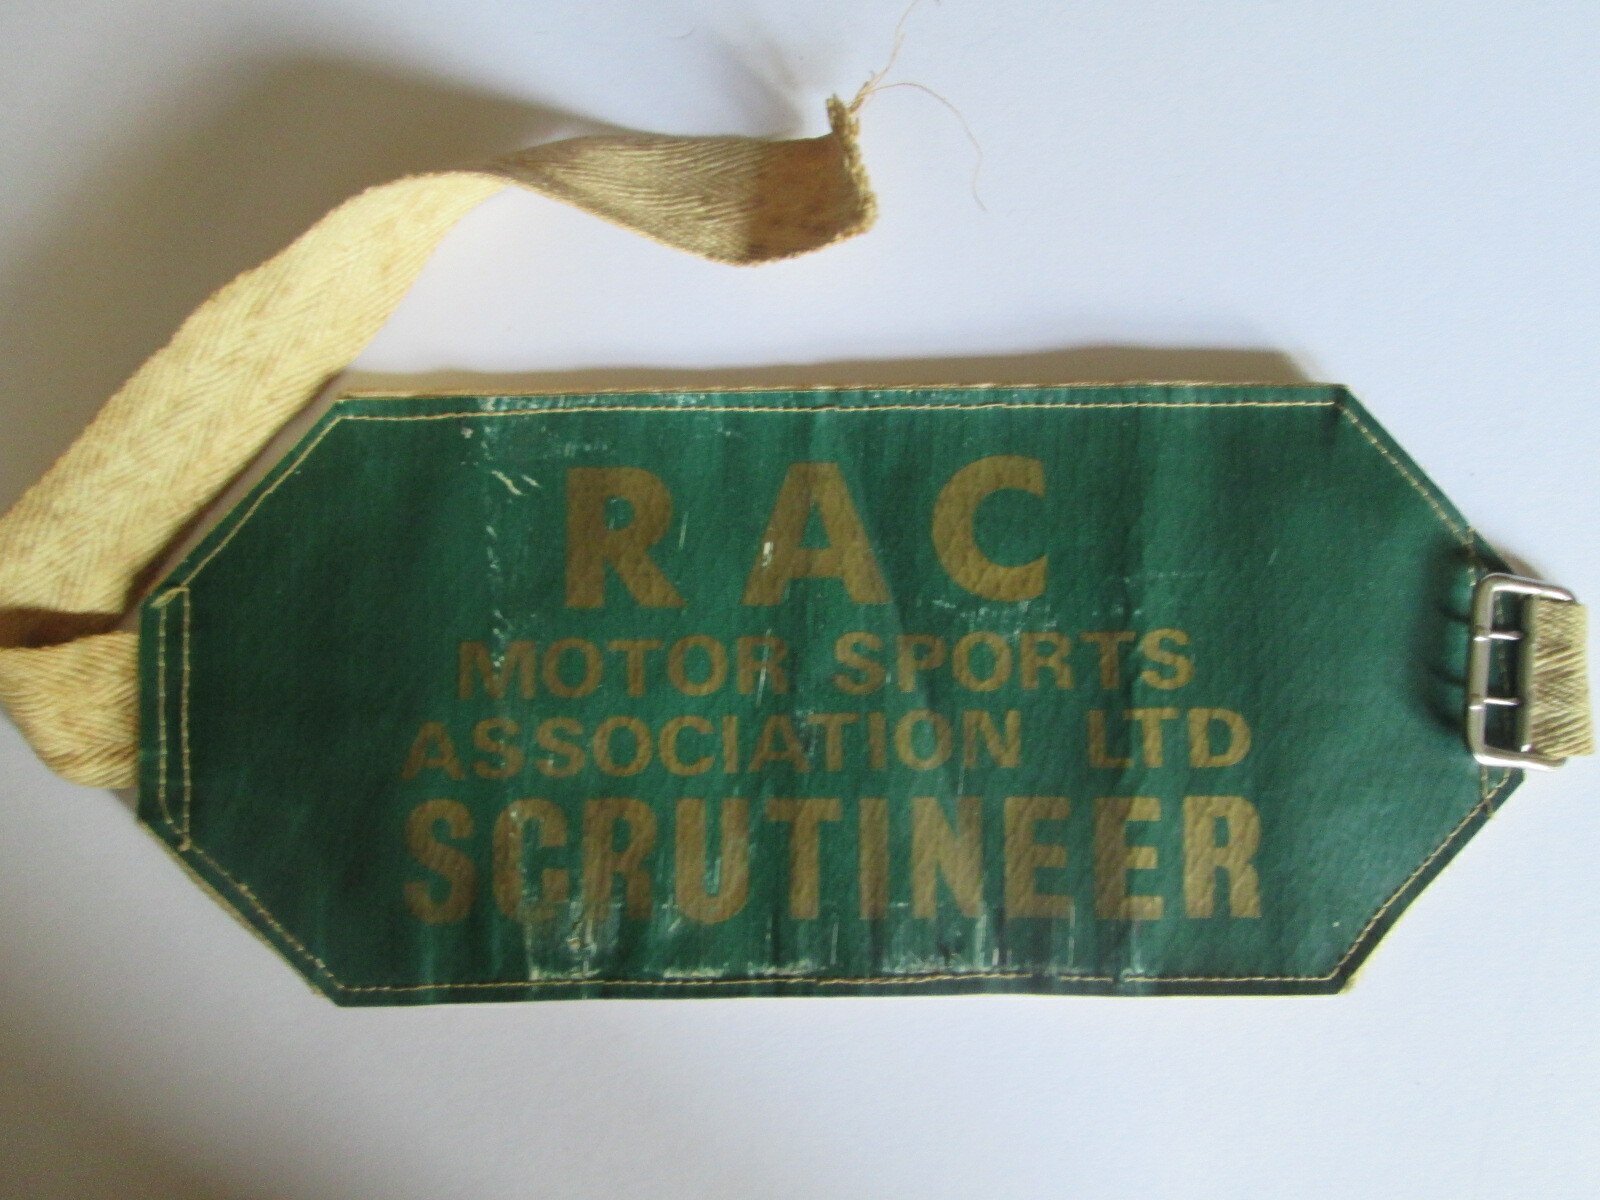 RAC
MOTOR SPORTS
ASSOCIATION LTD
SCRUTINEER